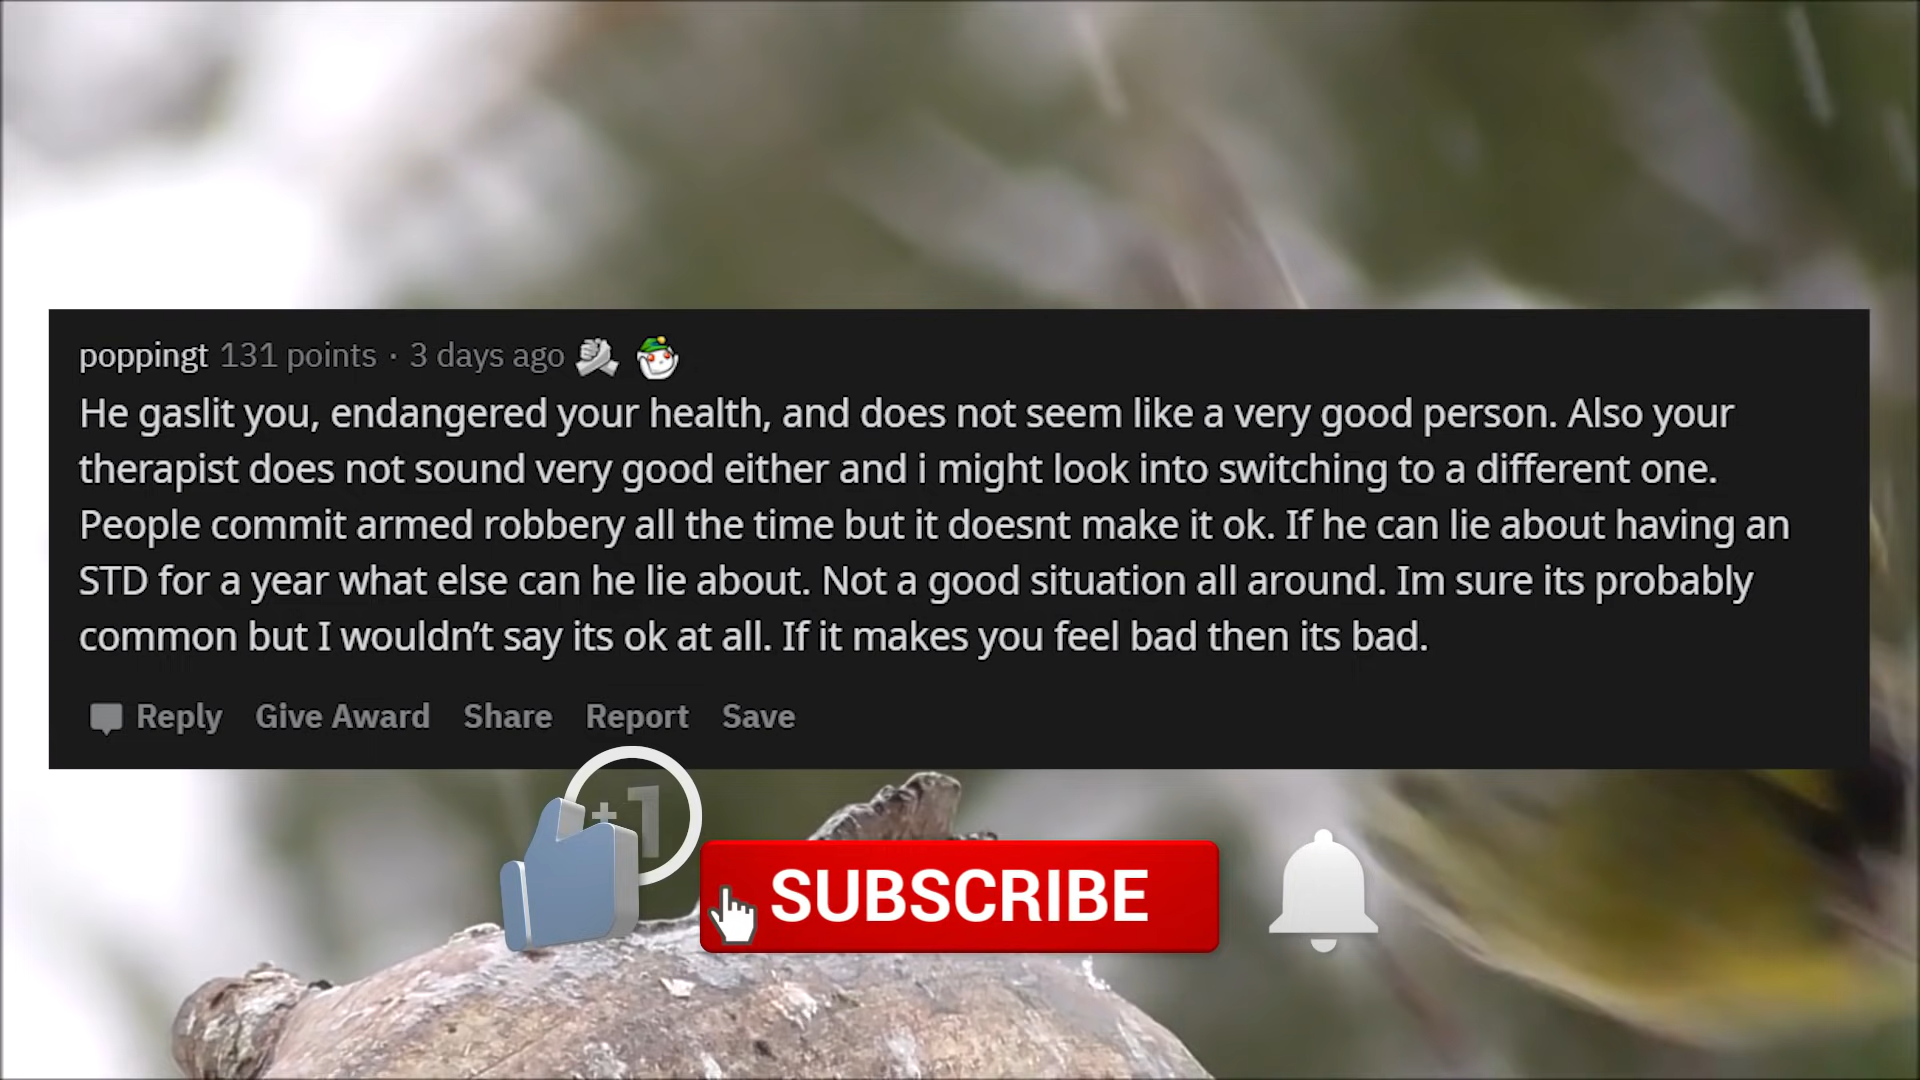 poppingt 131 points · 3 days ago
He gaslit you, endangered your health, and does not seem like a very good person. Also your
therapist does not sound very good either and i might look into switching to a different one.
People commit armed robbery all the time but it doesnt make it ok. If he can lie about having an
STD for a year what else can he lie about. Not a good situation all around. Im sure its probably
common but I wouldn’t say its ok at all. If it makes you feel bad then its bad.
Reply Give Award Share Report Save
+1
SUBSCRIBE